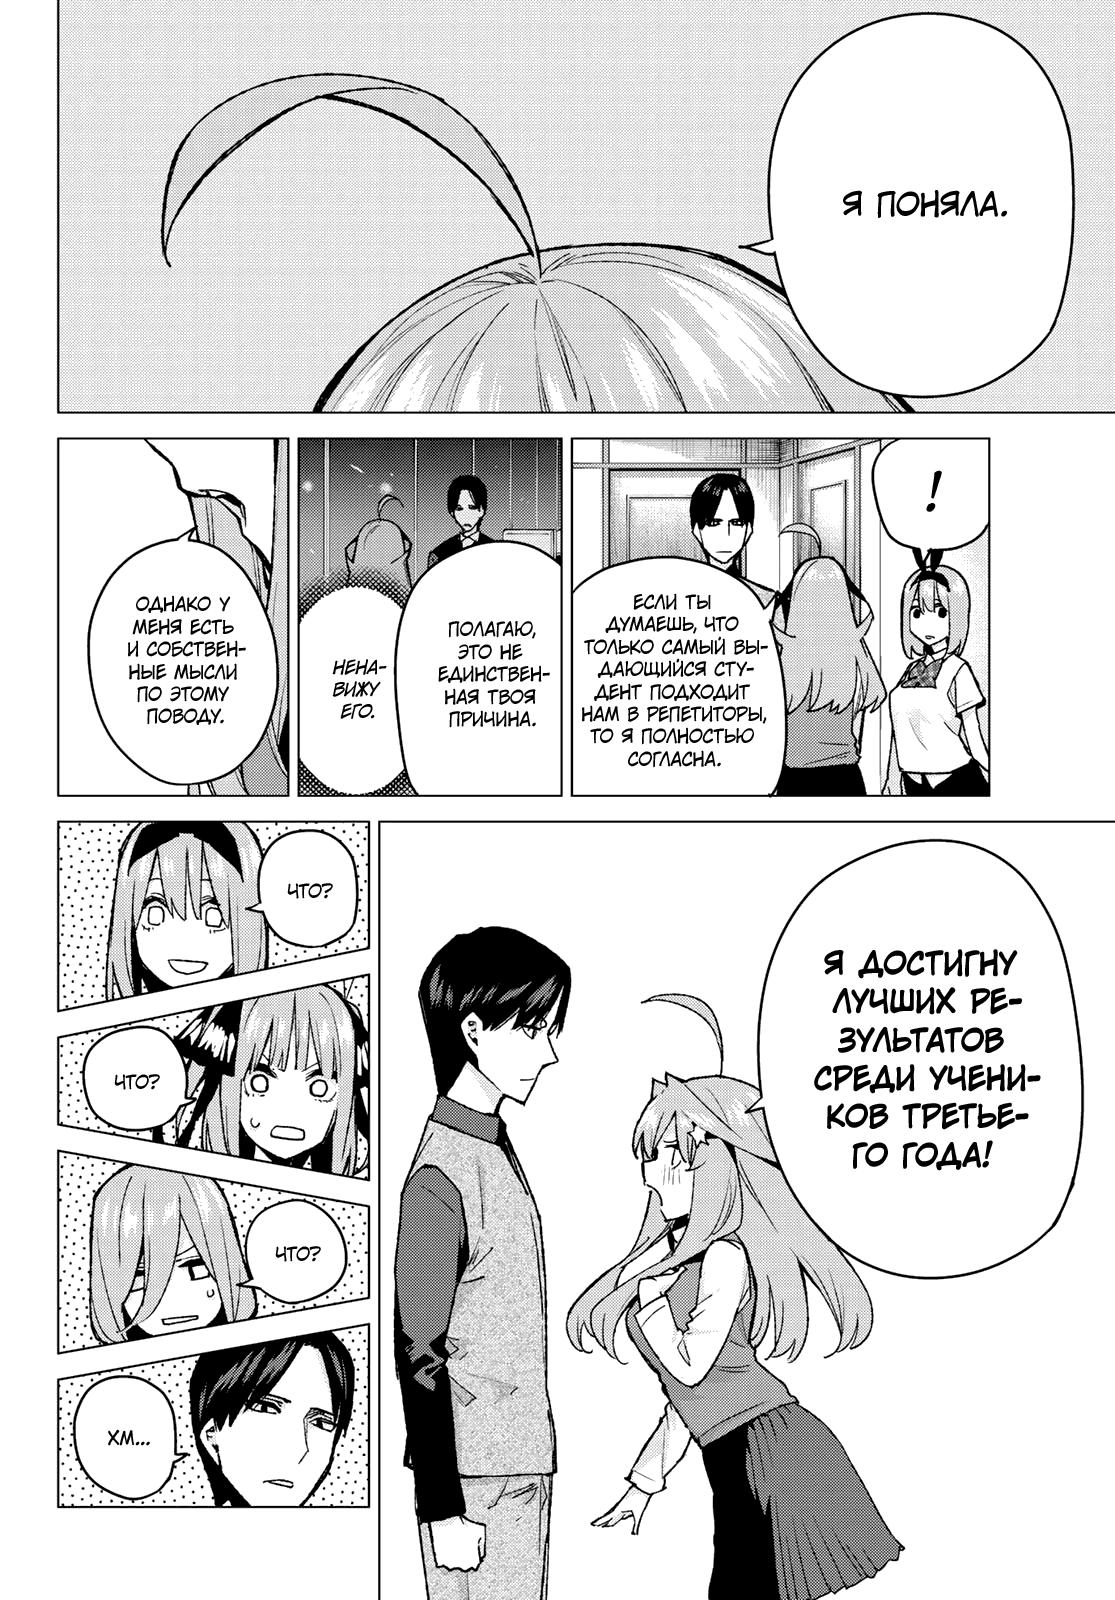 Я ПОНЯЛА.
!
ЕСЛИ ТЫ
ДУМАЕШЬ, ЧТО
ТОЛЬКО САМЫЙ ВЫ-
ДАЮЩИЙСЯ СТУ-
ДЕНТ ПОДХОДИТ
НАМ В РЕПЕТИТОРЫ,
ТО Я ПОЛНОСТЬЮ
СОГЛАСНА.
ПОЛАГАЮ,
ЭТО НЕ
ЕДИНСТВЕН-
НАЯ ТВОЯ
ПРИЧИНА.
НЕНА-
ВИЖУ
ЕГО.
ОДНАКО У
МЕНЯ ЕСТЬ
И СОБСТВЕН-
НЫЕ МЫСЛИ
ПО ЭТОМУ
ПОВОДУ.
Я ДОСТИГНУ
ЛУЧШИХ РЕ-
ЗУЛЬТАТОВ
СРЕДИ УЧЕНИ-
КОВ ТРЕТЬЕ-
ГО ГОДА!
ЧТО?
ЧТО?
ЧТО?
ХМ...